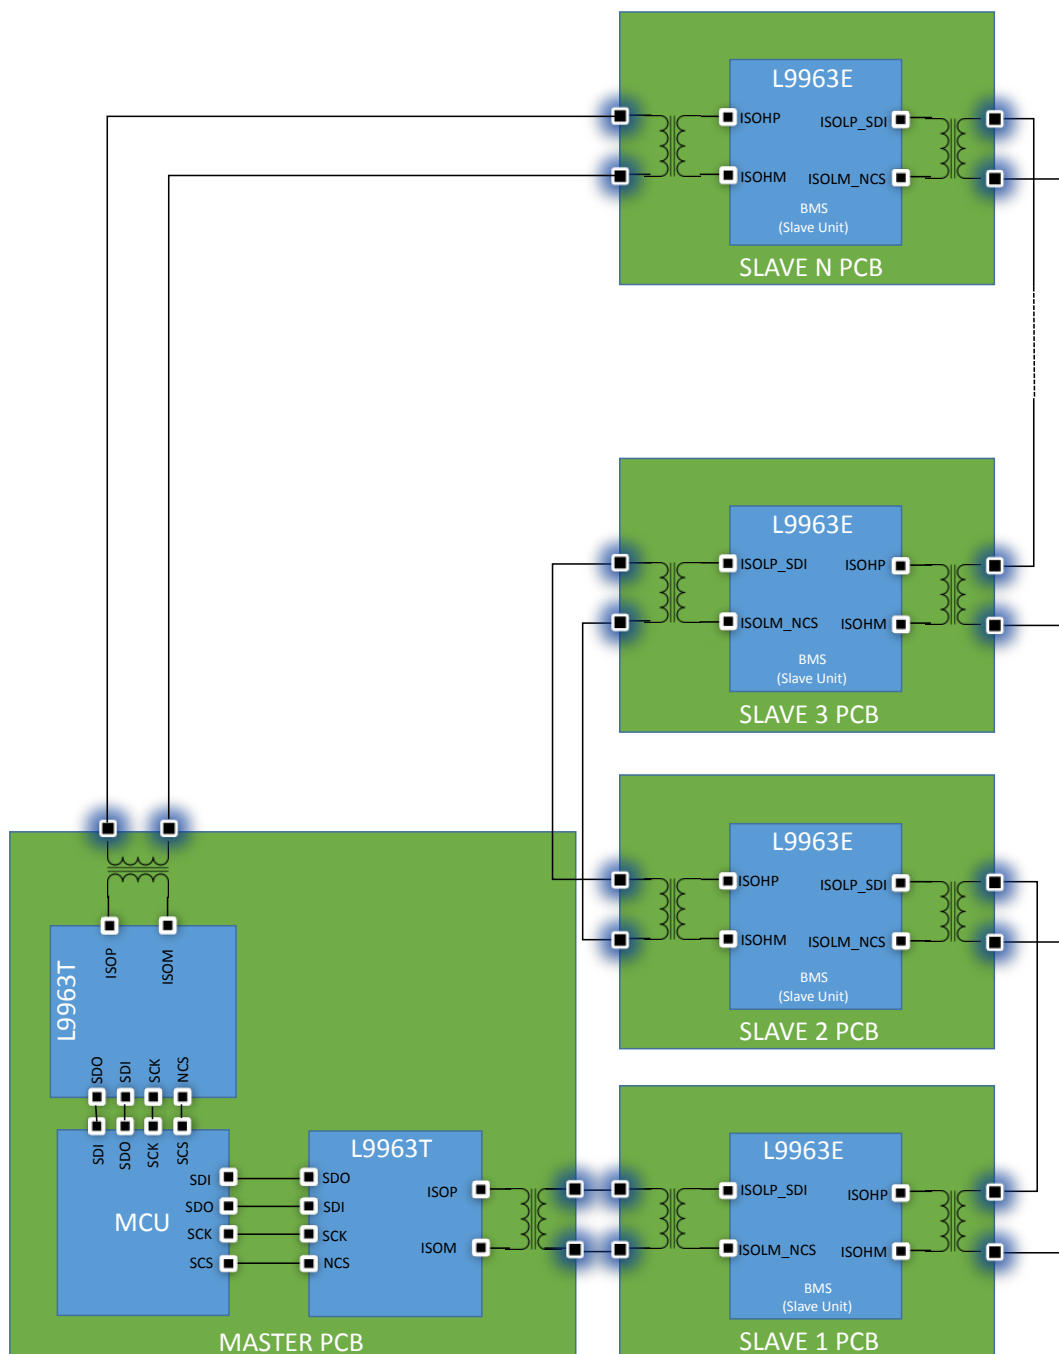 L9963E
ISOHP
ISOLP_SDI
ISOHM
ISOLM_NCS
BMS
(Slave Unit)
SLAVE N PCB
L9963E
ISOLP_SDI
ISOHP
ISOLM_NCS
ISOHM
BMS
(Slave Unit)
SLAVE 3 PCB
L9963E
ISOHP
ISOLP_SDI
ISOHM
ISOLM_NCS
BMS
(Slave Unit)
SLAVE 2 PCB
L9963T
ISOP
ISOM
SDO
SDI
SCK
NCS
SDI
SDO
SCK
SCS
MCU
SDI
SDO
SCK
SCS
L9963T
SDO
SDI
SCK
NCS
ISOP
ISOM
MASTER PCB
L9963E
ISOLP_SDI
ISOHP
ISOLM_NCS
ISOHM
BMS
(Slave Unit)
SLAVE 1 PCB